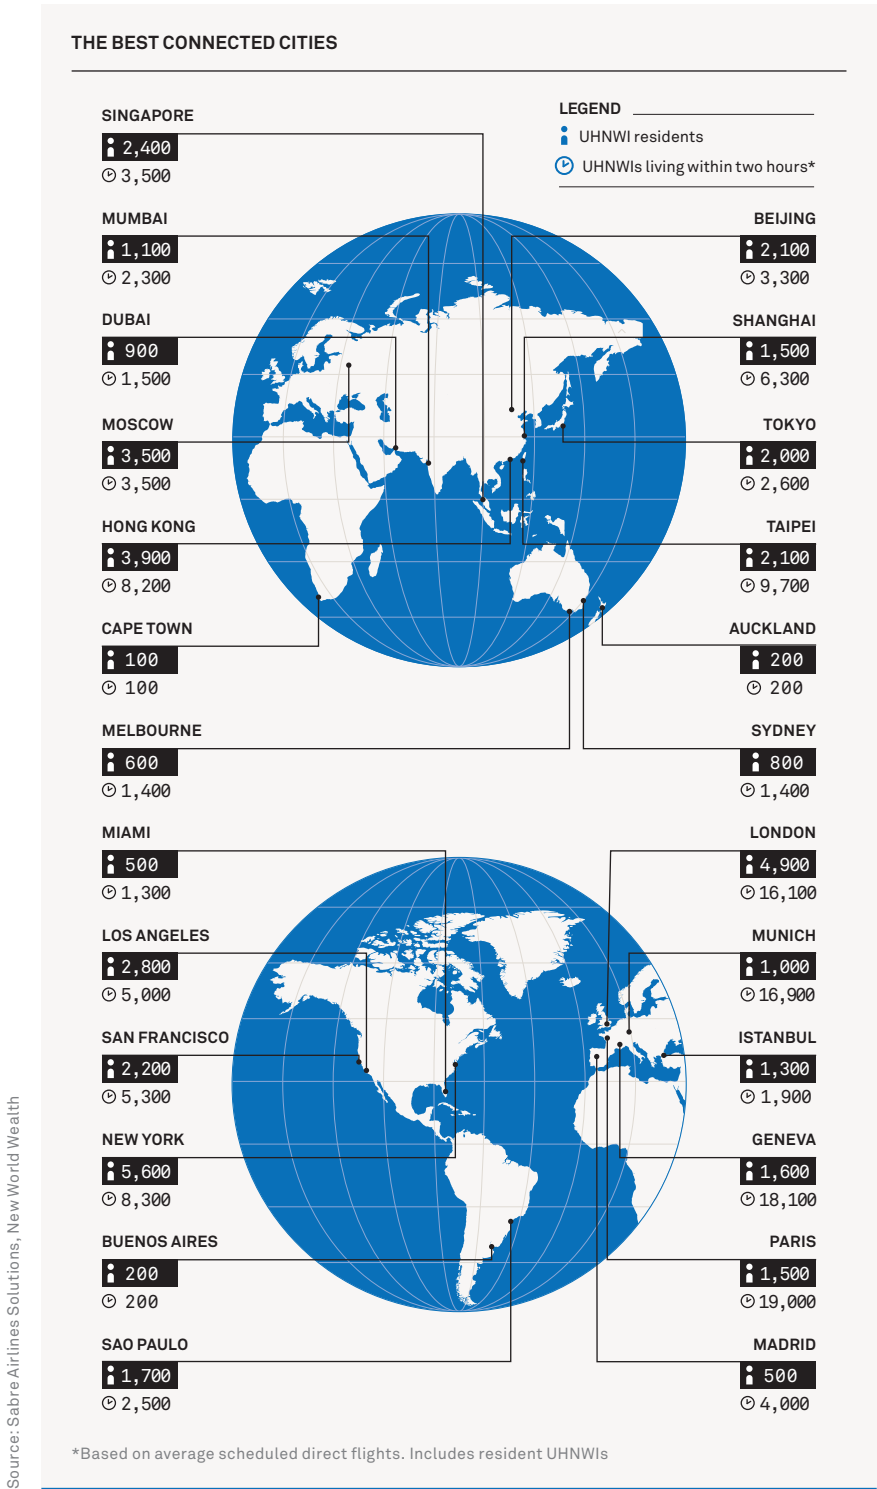 THE BEST CONNECTED CITIES
LEGEND
UHNWI residents
UHNWIs living within two hours*
SINGAPORE
2,400
3,500
MUMBAI
1,100
2,300
DUBAI
900
1,500
MOSCOW
3,500
3,500
HONG KONG
3,900
8,200
CAPE TOWN
100
100
MELBOURNE
600
1,400
BEIJING
2,100
3,300
SHANGHAI
1,500
6,300
TOKYO
2,000
2,600
TAIPEI
2,100
9,700
AUCKLAND
200
200
SYDNEY
800
1,400
MIAMI
500
1,300
LOS ANGELES
2,800
5,000
SAN FRANCISCO
2,200
5,300
NEW YORK
5,600
8,300
BUENOS AIRES
200
200
SAO PAULO
1,700
2,500
LONDON
4,900
16,100
MUNICH
1,000
16,900
ISTANBUL
1,300
1,900
GENEVA
1,600
18,100
PARIS
1,500
19,000
MADRID
500
4,000
*Based on average scheduled direct flights. Includes resident UHNWIs
Source: Sabre Airlines Solutions, New World Wealth